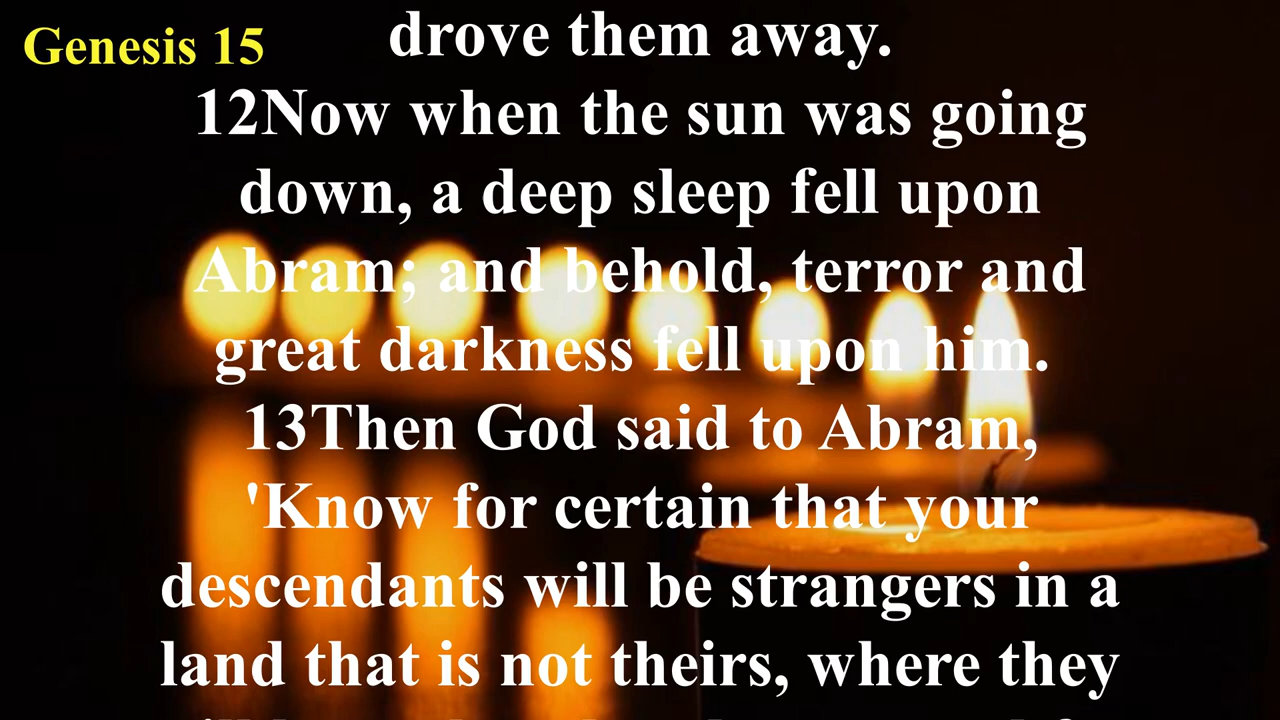 Genesis 15
drove them away.
12Now when the sun was going
down, a deep sleep fell upon
Abram; and behold, terror and
great darkness fell upon him.
13Then God said to Abram,
'Know for certain that your
descendants will be strangers in a
land that is not theirs, where they